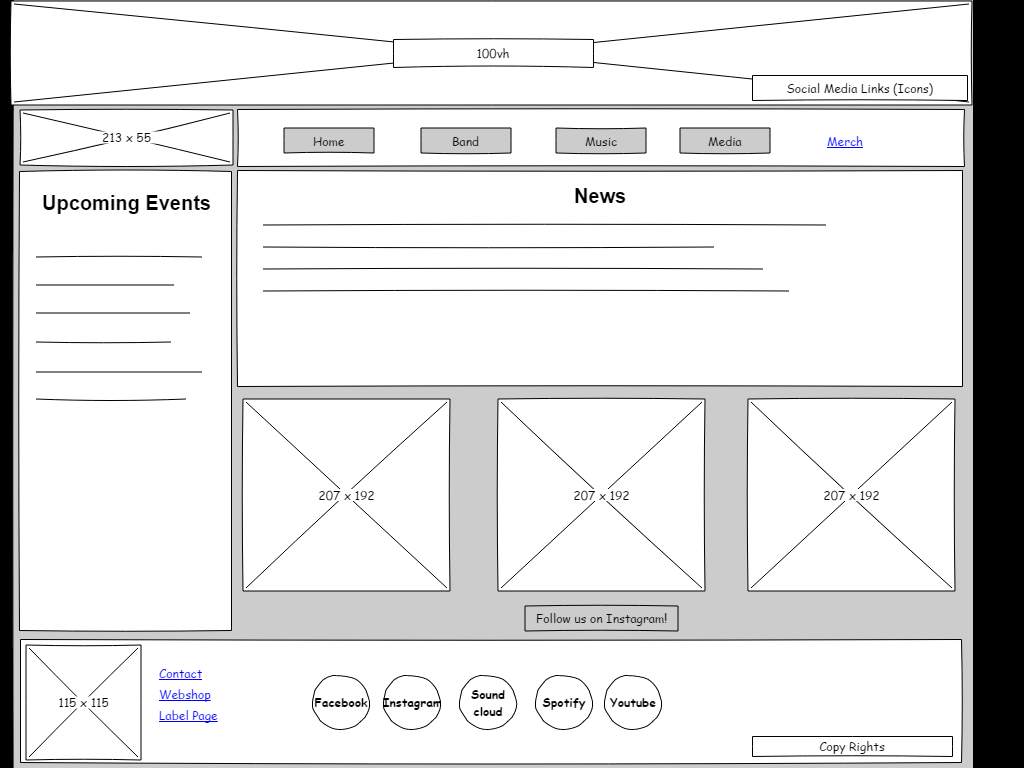 100vh
Social Media Links (Icons)
213 x 55
Home
Band
Music
Media
Merch
Upcoming Events
News
207 x 192
207 x 192
207 x 192
Follow us on Instagram!
115 x 115
Contact
Webshop
Label Page
Facebook
Instagram
Sound
cloud
Spotify
Youtube
Copy Rights